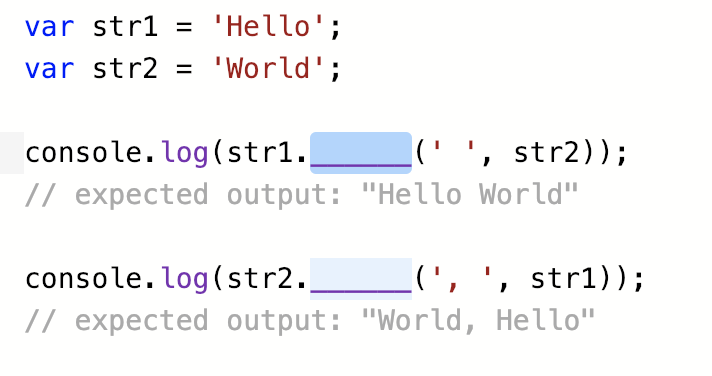 var str1 = 'Hello';
var str2 = 'World';
console.log(str1.______(' ', str2));
// expected output: "Hello World"
console.log(str2.______(', ', str1));
// expected output: "World, Hello"